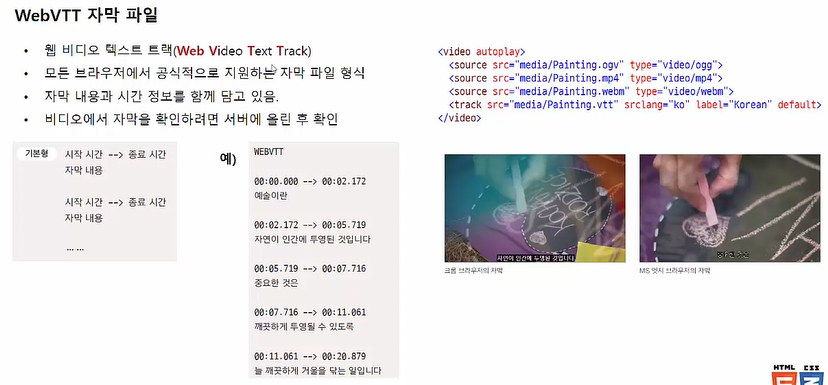 WebVTT 자막 파일
• 웹 비디오 텍스트 트랙(Web Video Text Track)
• 모든 브라우저에서 공식적으로 지원하는 자막 파일 형식
• 자막 내용과 시간 정보를 함께 담고 있음.
• 비디오에서 자막을 확인하려면 서버에 올린 후 확인
기본형
시작 시간 --> 종료 시간
자막 내용
시작 시간 --> 종료 시간
자막 내용
... ...
예)
WEBVTT
00:00.000 --> 00:02.172
예술이란
00:02.172 --> 00:05.719
자연이 인간에 투영된 것입니다
00:05.719 --> 00:07.716
중요한 것은
00:07.716 --> 00:11.061
깨끗하게 투영될 수 있도록
00:11.061 --> 00:20.879
늘 깨끗하게 거울을 닦는 일입니다
<video autoplay>
<source src="media/Painting.ogv" type="video/ogg">
<source src="media/Painting.mp4" type="video/mp4">
<source src="media/Painting.webm" type="video/webm">
<track src="media/Painting.vtt" srclang="ko" label="Korean" default>
</video>
자연이 인간에 투영된 것입니다
크롬 브라우저의 자막
MS 엣지 브라우저의 자막
HTML CSS